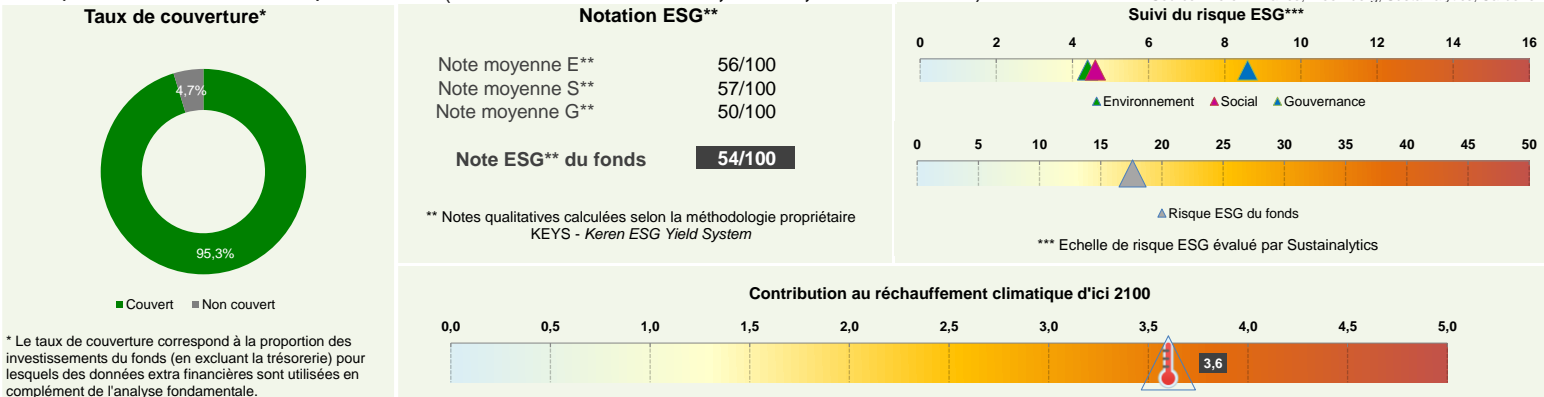 Taux de couverture*
4,7%
95,3%
Couvert
Non couvert
* Le taux de couverture correspond à la proportion des
investissements du fonds (en excluant la trésorerie) pour
lesquels des données extra financières sont utilisées en
complément de l'analyse fondamentale.
Notation ESG**
Note moyenne E** 56/100
Note moyenne S** 57/100
Note moyenne G** 50/100
Note ESG** du fonds 54/100
** Notes qualitatives calculées selon la méthodologie propriétaire
KEYS - Keren ESG Yield System
Suivi du risque ESG***
0 2 4 6 8 10 12 14 16
Environnement Social Gouvernance
0 5 10 15 20 25 30 35 40 45 50
Risque ESG du fonds
*** Echelle de risque ESG évalué par Sustainalytics
Contribution au réchauffement climatique d'ici 2100
0,0 0,5 1,0 1,5 2,0 2,5 3,0 3,5 4,0 4,5 5,0
3,6